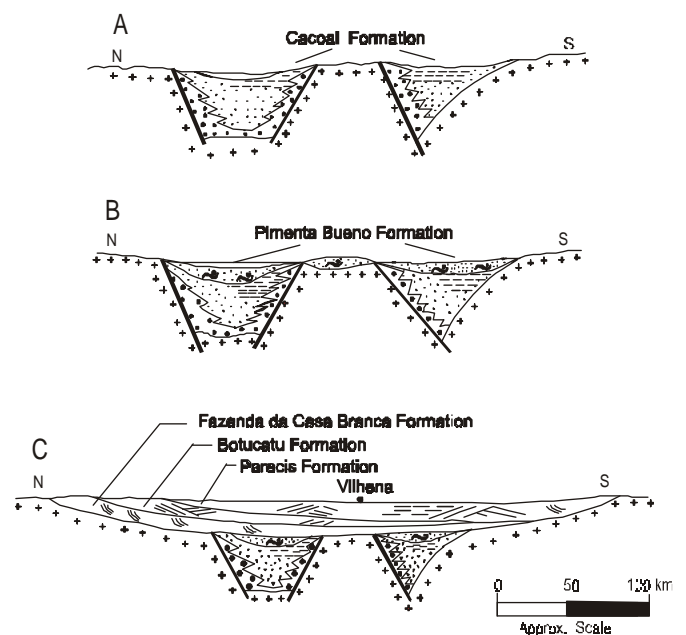 A
Cacoal Formation
N
S
B
Pimenta Bueno Formation
N
S
Fazenda da Casa Branca Formation
C
Botucatu Formation
Parecis Formation
N
Vilhena
S
0 50 100 km
Approx. Scale